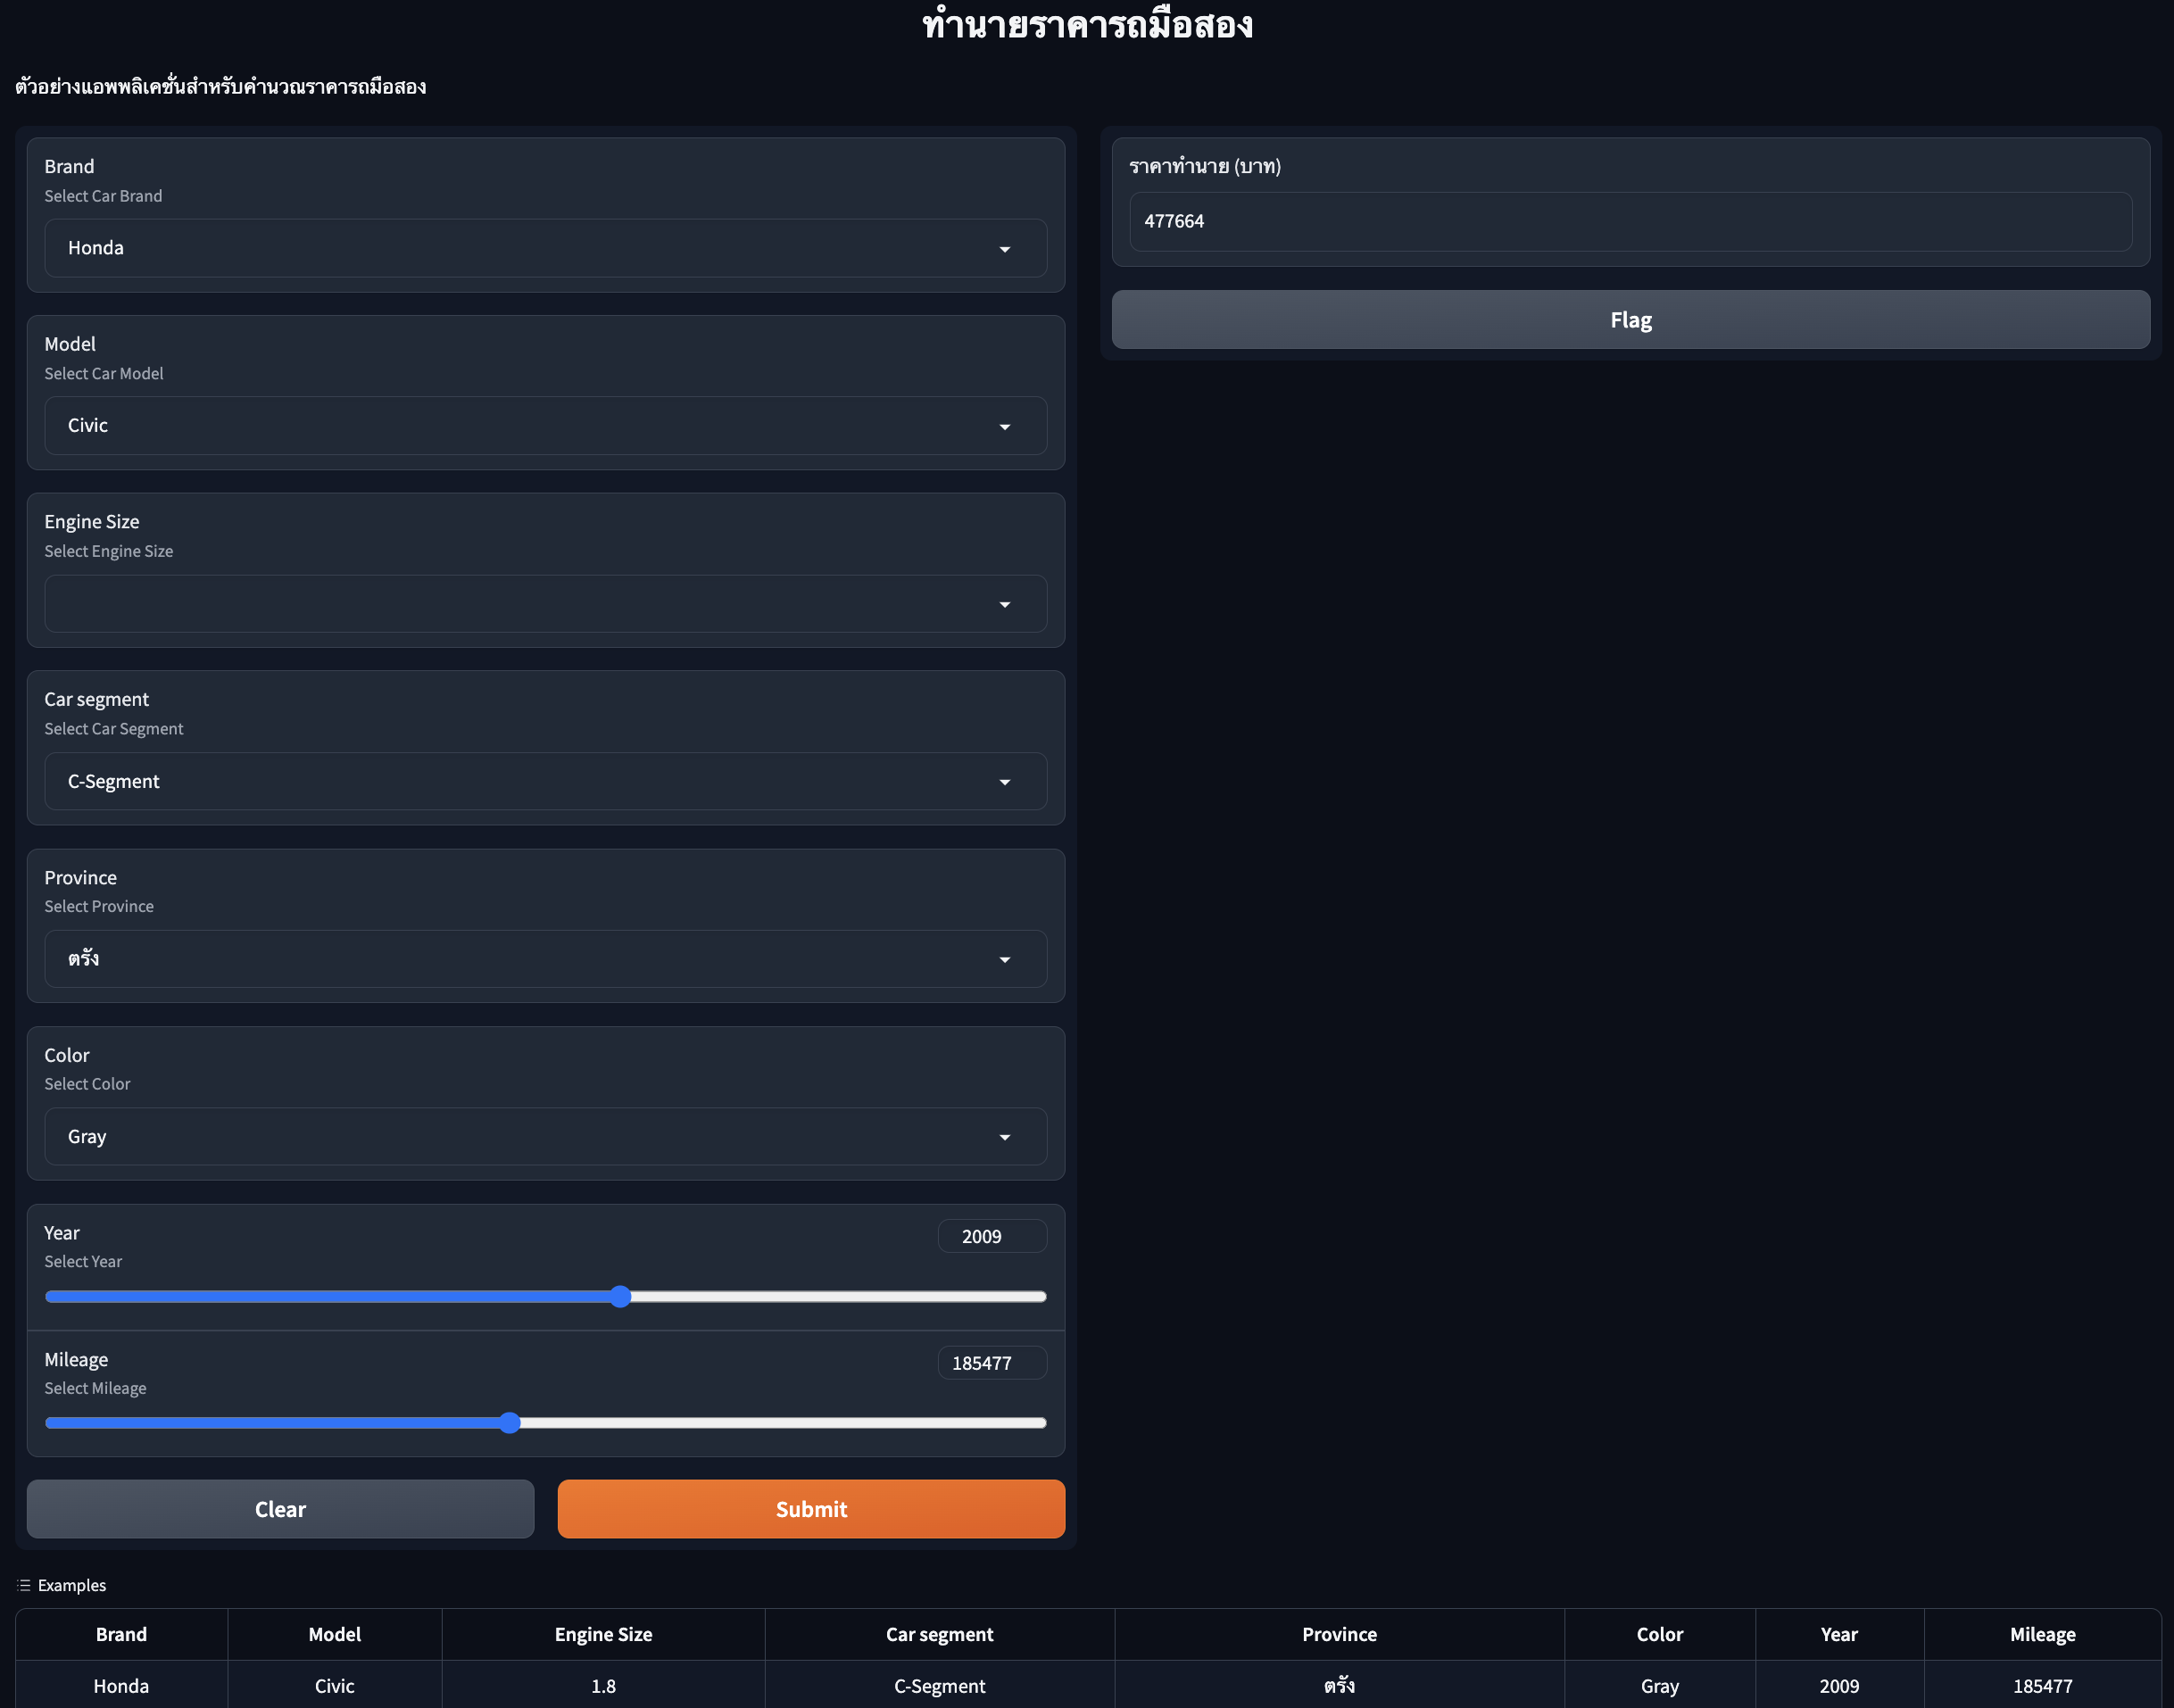 ทำนายราคารถมือสอง
ตัวอย่างแอพพลิเคชั่นสำหรับคำนวณราคารถมือสอง
Brand
Select Car Brand
Honda
Model
Select Car Model
Civic
Engine Size
Select Engine Size
Car segment
Select Car Segment
C-Segment
Province
Select Province
ตรัง
Color
Select Color
Gray
Year
2009
Select Year
Mileage
185477
Select Mileage
Clear
Submit
ราคาทำนาย (บาท)
477664
Flag
Examples
Brand Model Engine Size Car segment Province Color Year Mileage
Honda Civic 1.8 C-Segment ตรัง Gray 2009 185477